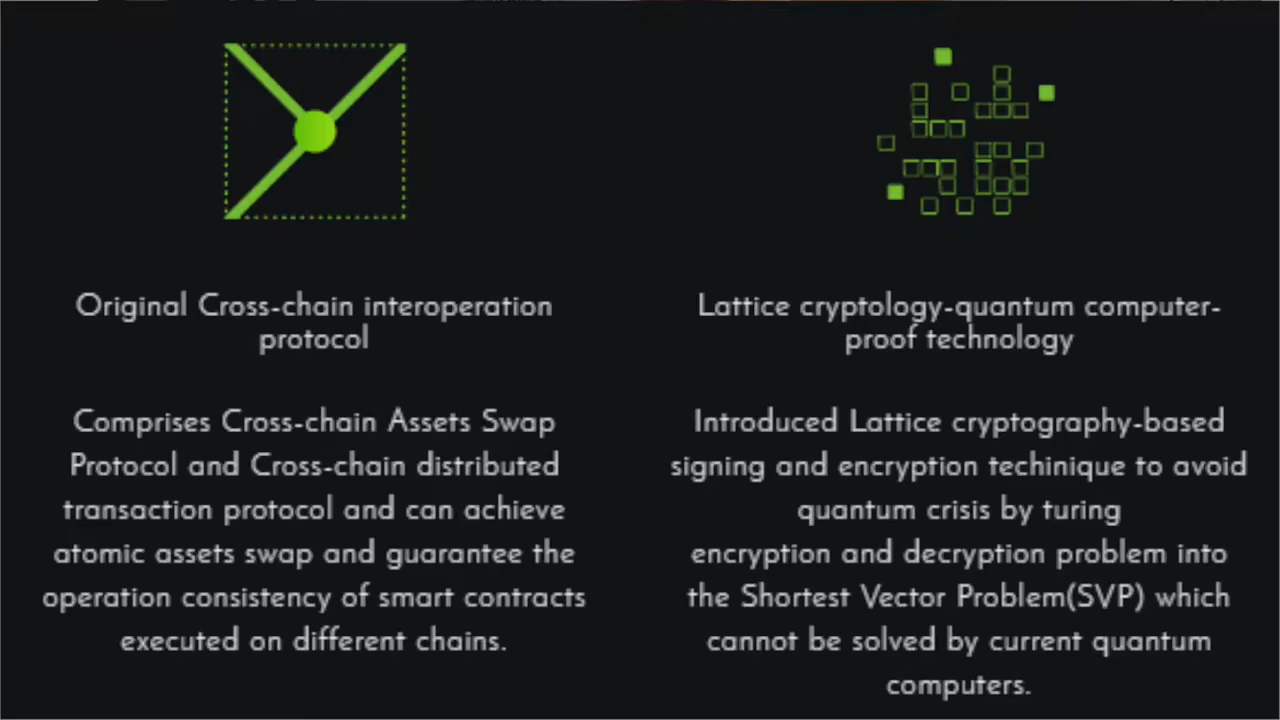 Original Cross-chain interoperation
protocol
Comprises Cross-chain Assets Swap
Protocol and Cross-chain distributed
transaction protocol and can achieve
atomic assets swap and guarantee the
operation consistency of smart contracts
executed on different chains.
Lattice cryptology-quantum computer-
proof technology
Introduced Lattice cryptography-based
signing and encryption techinique to avoid
quantum crisis by turing
encryption and decryption problem into
the Shortest Vector Problem(SVP) which
cannot be solved by current quantum
computers.